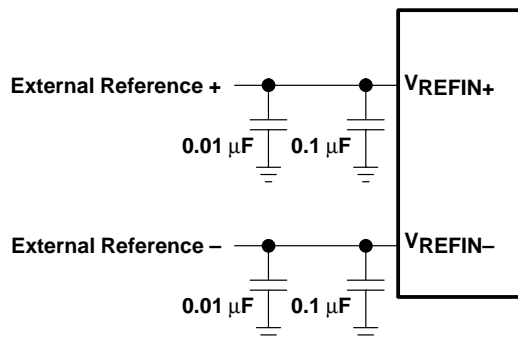 External Reference +
VREFIN+
0.01 μF
0.1 μF
External Reference –
VREFIN–
0.01 μF
0.1 μF